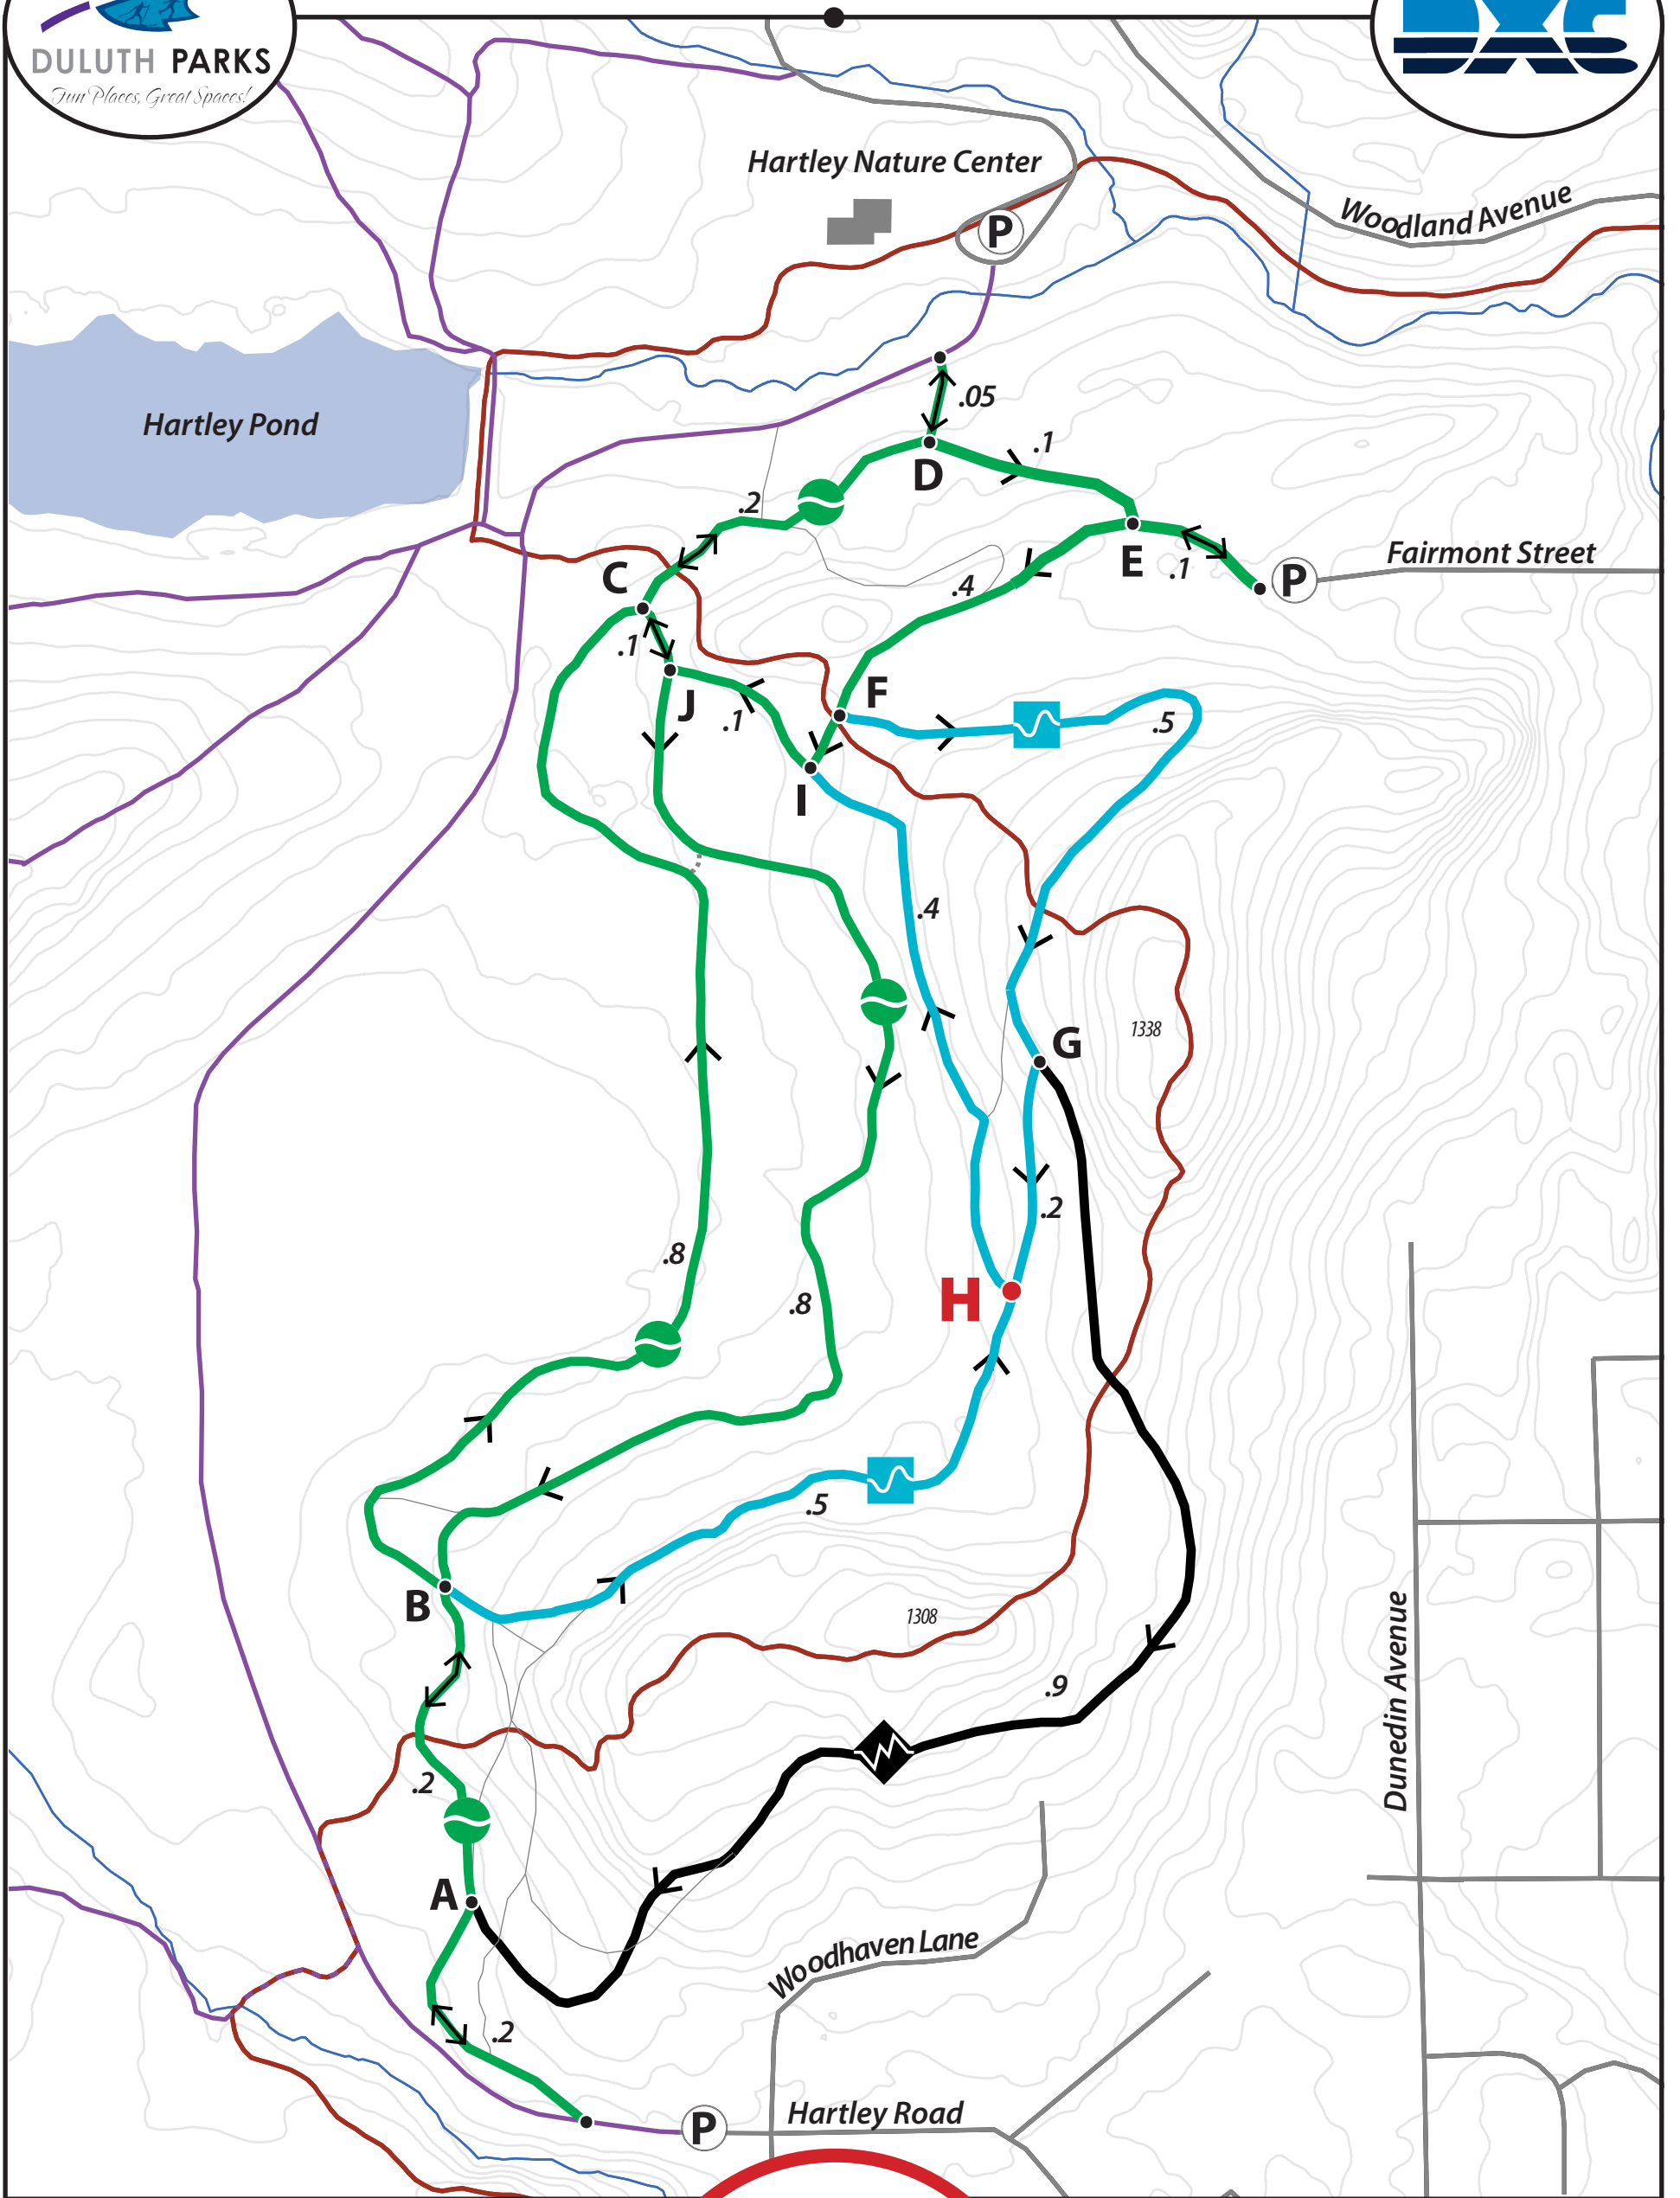 DULUTH PARKS
Fun Places, Great Spaces!
DXC
Hartley Nature Center
P
Woodland Avenue
Hartley Pond
.05
D
.1
.2
E
.1
P
Fairmont Street
C
.4
.1
J
.1
F
.5
I
.4
G
1338
.2
.8
H
.8
.5
B
1308
.9
Dunedin Avenue
.2
A
Woodhaven Lane
.2
P
Hartley Road